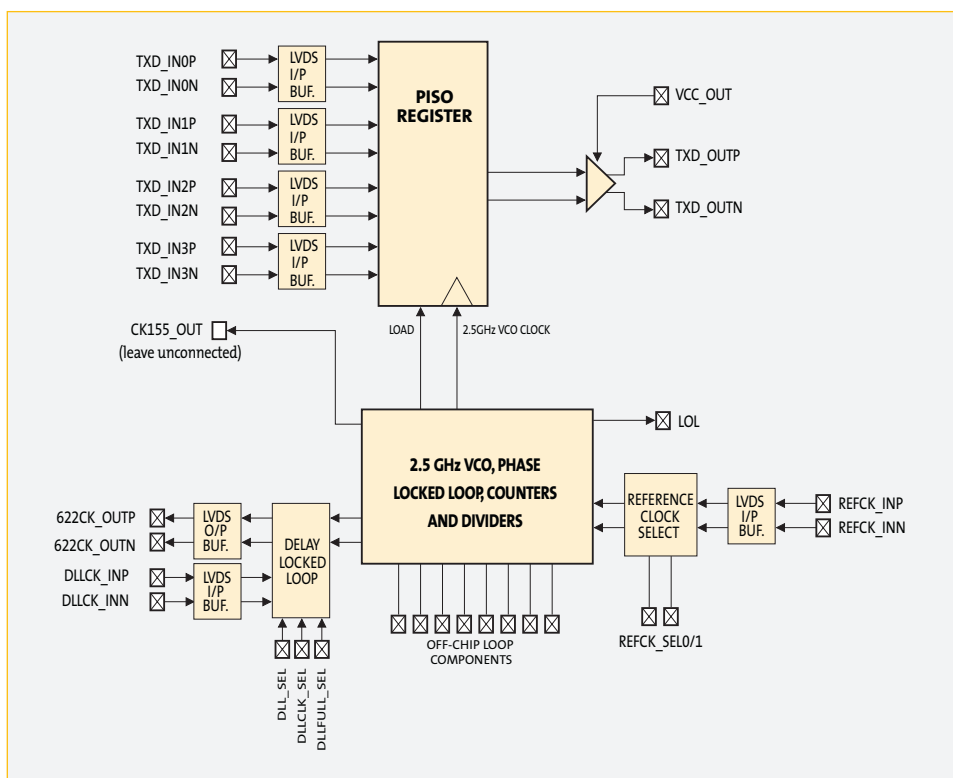 TXD_IN0P
TXD_IN0N
LVDS
I/P
BUF.
TXD_IN1P
TXD_IN1N
LVDS
I/P
BUF.
TXD_IN2P
TXD_IN2N
LVDS
I/P
BUF.
TXD_IN3P
TXD_IN3N
LVDS
I/P
BUF.
PISO
REGISTER
VCC_OUT
TXD_OUTP
TXD_OUTN
CK155_OUT
(leave unconnected)
LOAD
2.5GHz VCO CLOCK
2.5 GHz VCO, PHASE
LOCKED LOOP, COUNTERS
AND DIVIDERS
LOL
REFERENCE
CLOCK
SELECT
LVDS
I/P
BUF.
REFCK_INP
REFCK_INN
REFCK_SEL0/1
622CK_OUTP
622CK_OUTN
LVDS
O/P
BUF.
DLLCK_INP
DLLCK_INN
LVDS
I/P
BUF.
DELAY
LOCKED
LOOP
DLL_SEL
DLLCLK_SEL
DLLFULL_SEL
OFF-CHIP LOOP
COMPONENTS